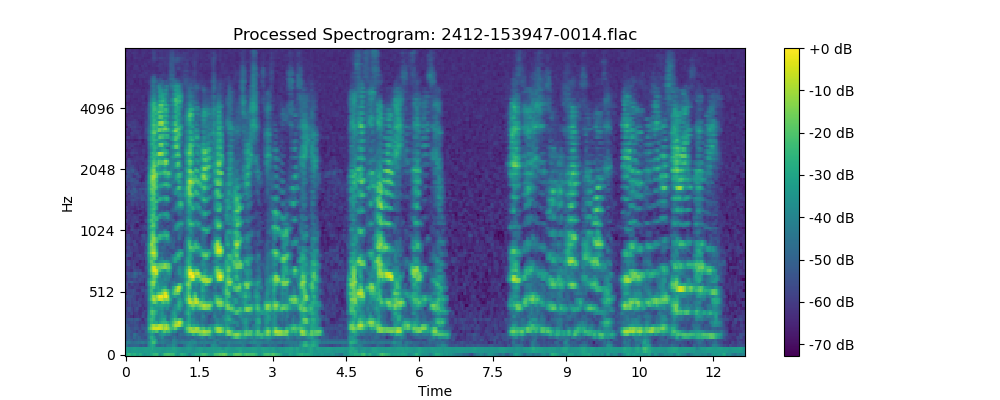 Processed Spectrogram: 2412-153947-0014.flac
Hz
4096
2048
1024
512
0
0 1.5 3 4.5 6 7.5 9 10 12
Time
+0 dB
-10 dB
-20 dB
-30 dB
-40 dB
-50 dB
-60 dB
-70 dB